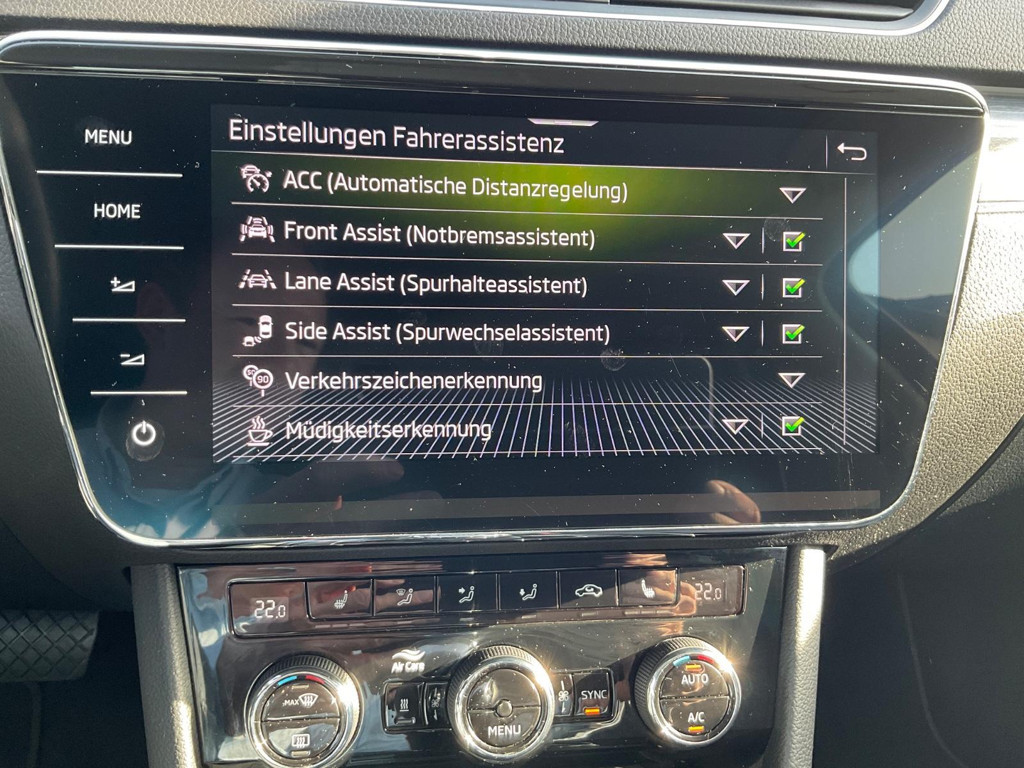 MENU
HOME
Einstellungen Fahrerassistenz
ACC (Automatische Distanzregelung)
Front Assist (Notbremsassistent)
Lane Assist (Spurhalteassistent)
Side Assist (Spurwechselassistent)
90
Verkehrszeichenerkennung
Müdigkeitserkennung
22.0
22.0
Air Care
MAX
MENU
SYNC
AUTO
A/C